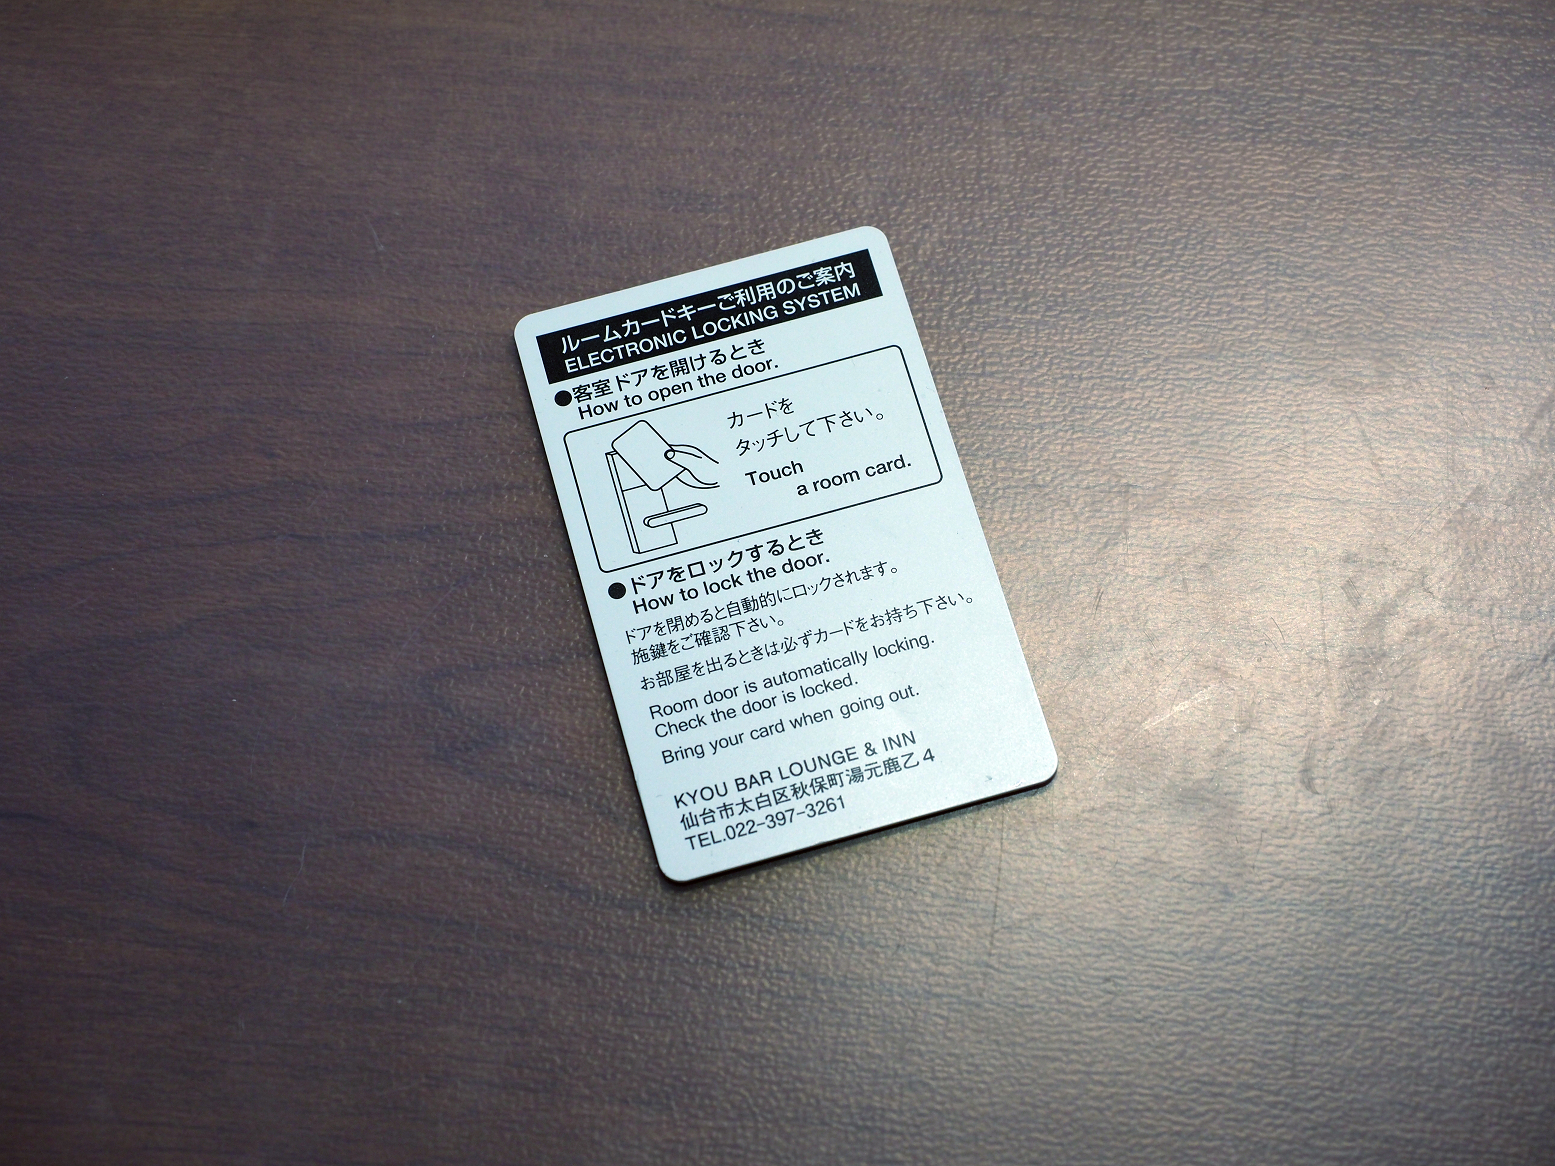 ルームカードキーご利用のご案内
ELECTRONIC LOCKING SYSTEM
●客室ドアを開けるとき
How to open the door.
カードを
タッチして下さい。
Touch
a room card.
●ドアをロックするとき
How to lock the door.
ドアを閉めると自動的にロックされます。
施鍵をご確認下さい。
お部屋を出るときは必ずカードをお持ち下さい。
Room door is automatically locking.
Check the door is locked.
Bring your card when going out.
KYOU BAR LOUNGE & INN
仙台市太白区秋保町湯元鹿乙4
TEL.022-397-3261